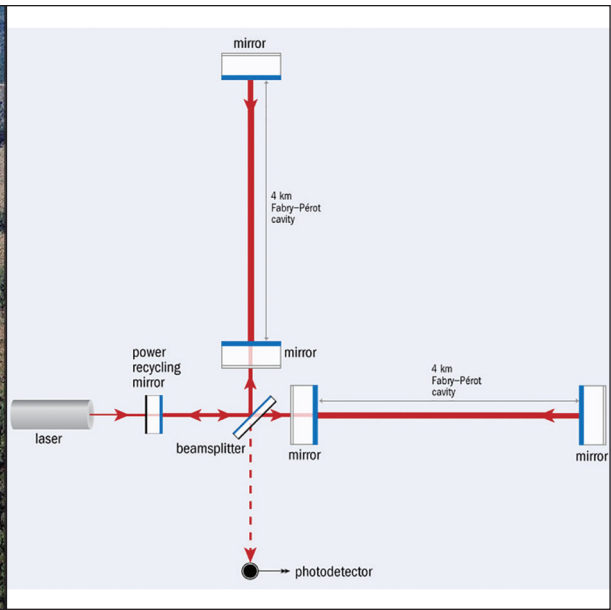 mirror
4 km
Fabry–Pérot
cavity
mirror
power
recycling
mirror
4 km
Fabry–Pérot
cavity
laser
beamsplitter
mirror
mirror
photodetector